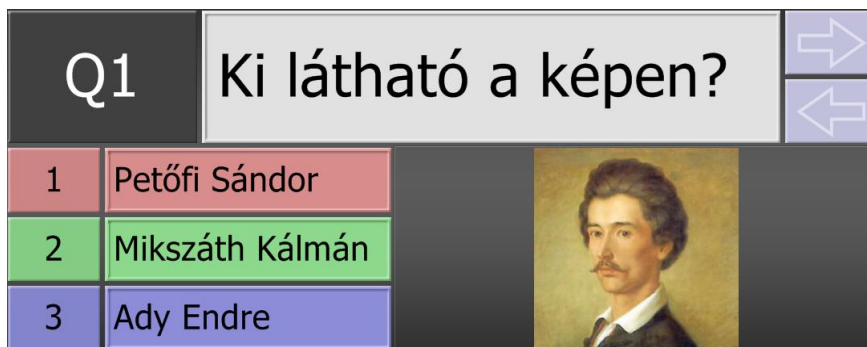 Q1
Ki látható a képen?
1 Petőfi Sándor
2 Mikszáth Kálmán
3 Ady Endre